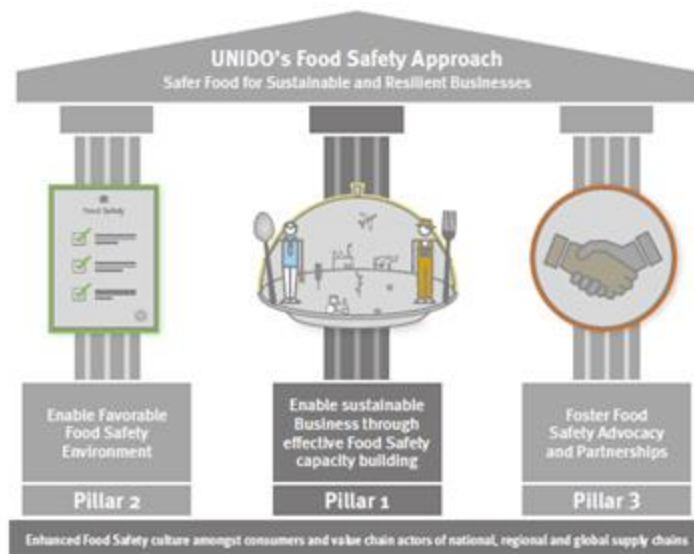 UNIDO's Food Safety Approach
Safer Food for Sustainable and Resilient Businesses
Food Safety
Enable Favorable
Food Safety
Environment
Pillar 2
Enable sustainable
Business through
effective Food Safety
capacity building
Pillar 1
Foster Food
Safety Advocacy
and Partnerships
Pillar 3
Enhanced Food Safety culture amongst consumers and value chain actors of national, regional and global supply chains